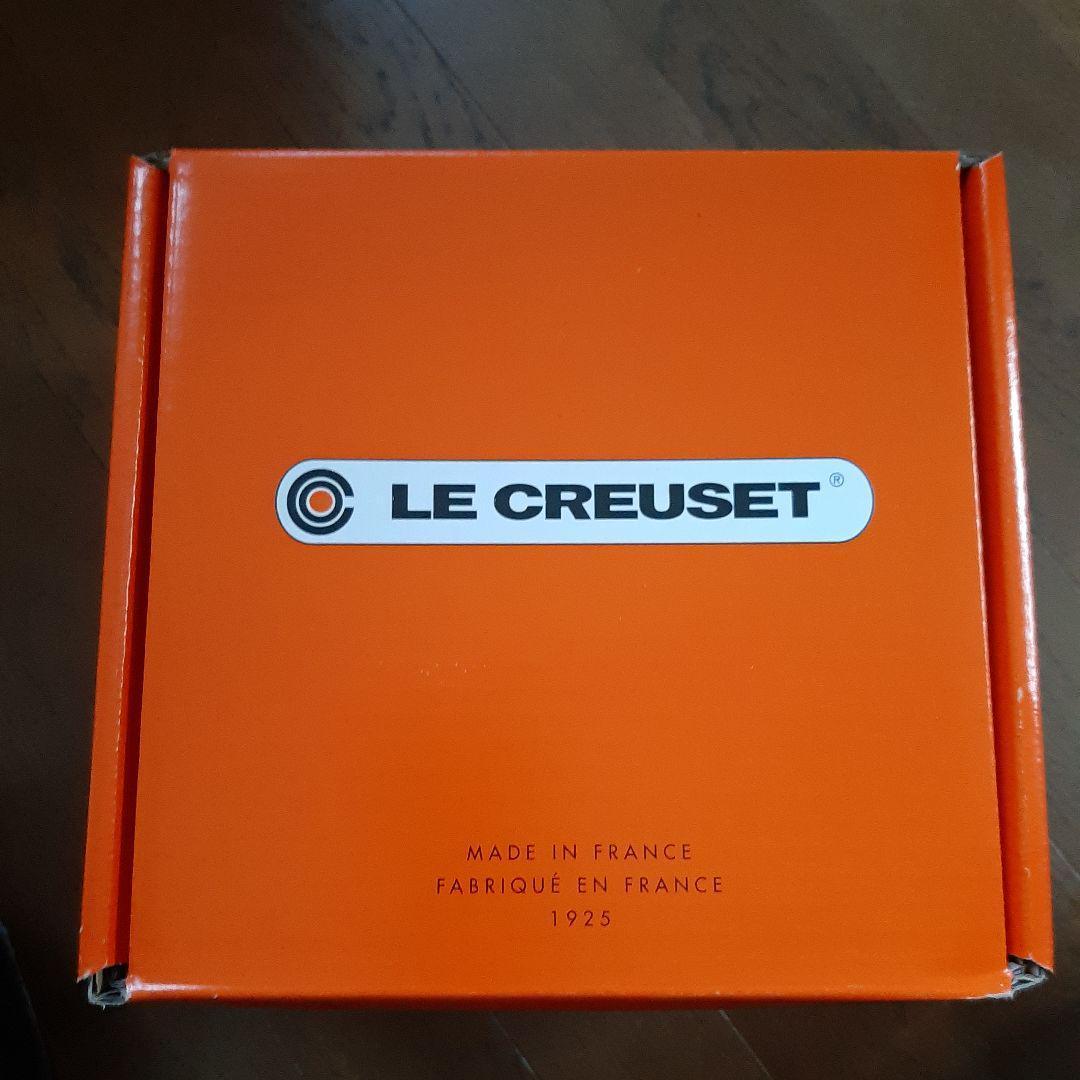 LE CREUSET®
MADE IN FRANCE
FABRIQUÉ EN FRANCE
1925